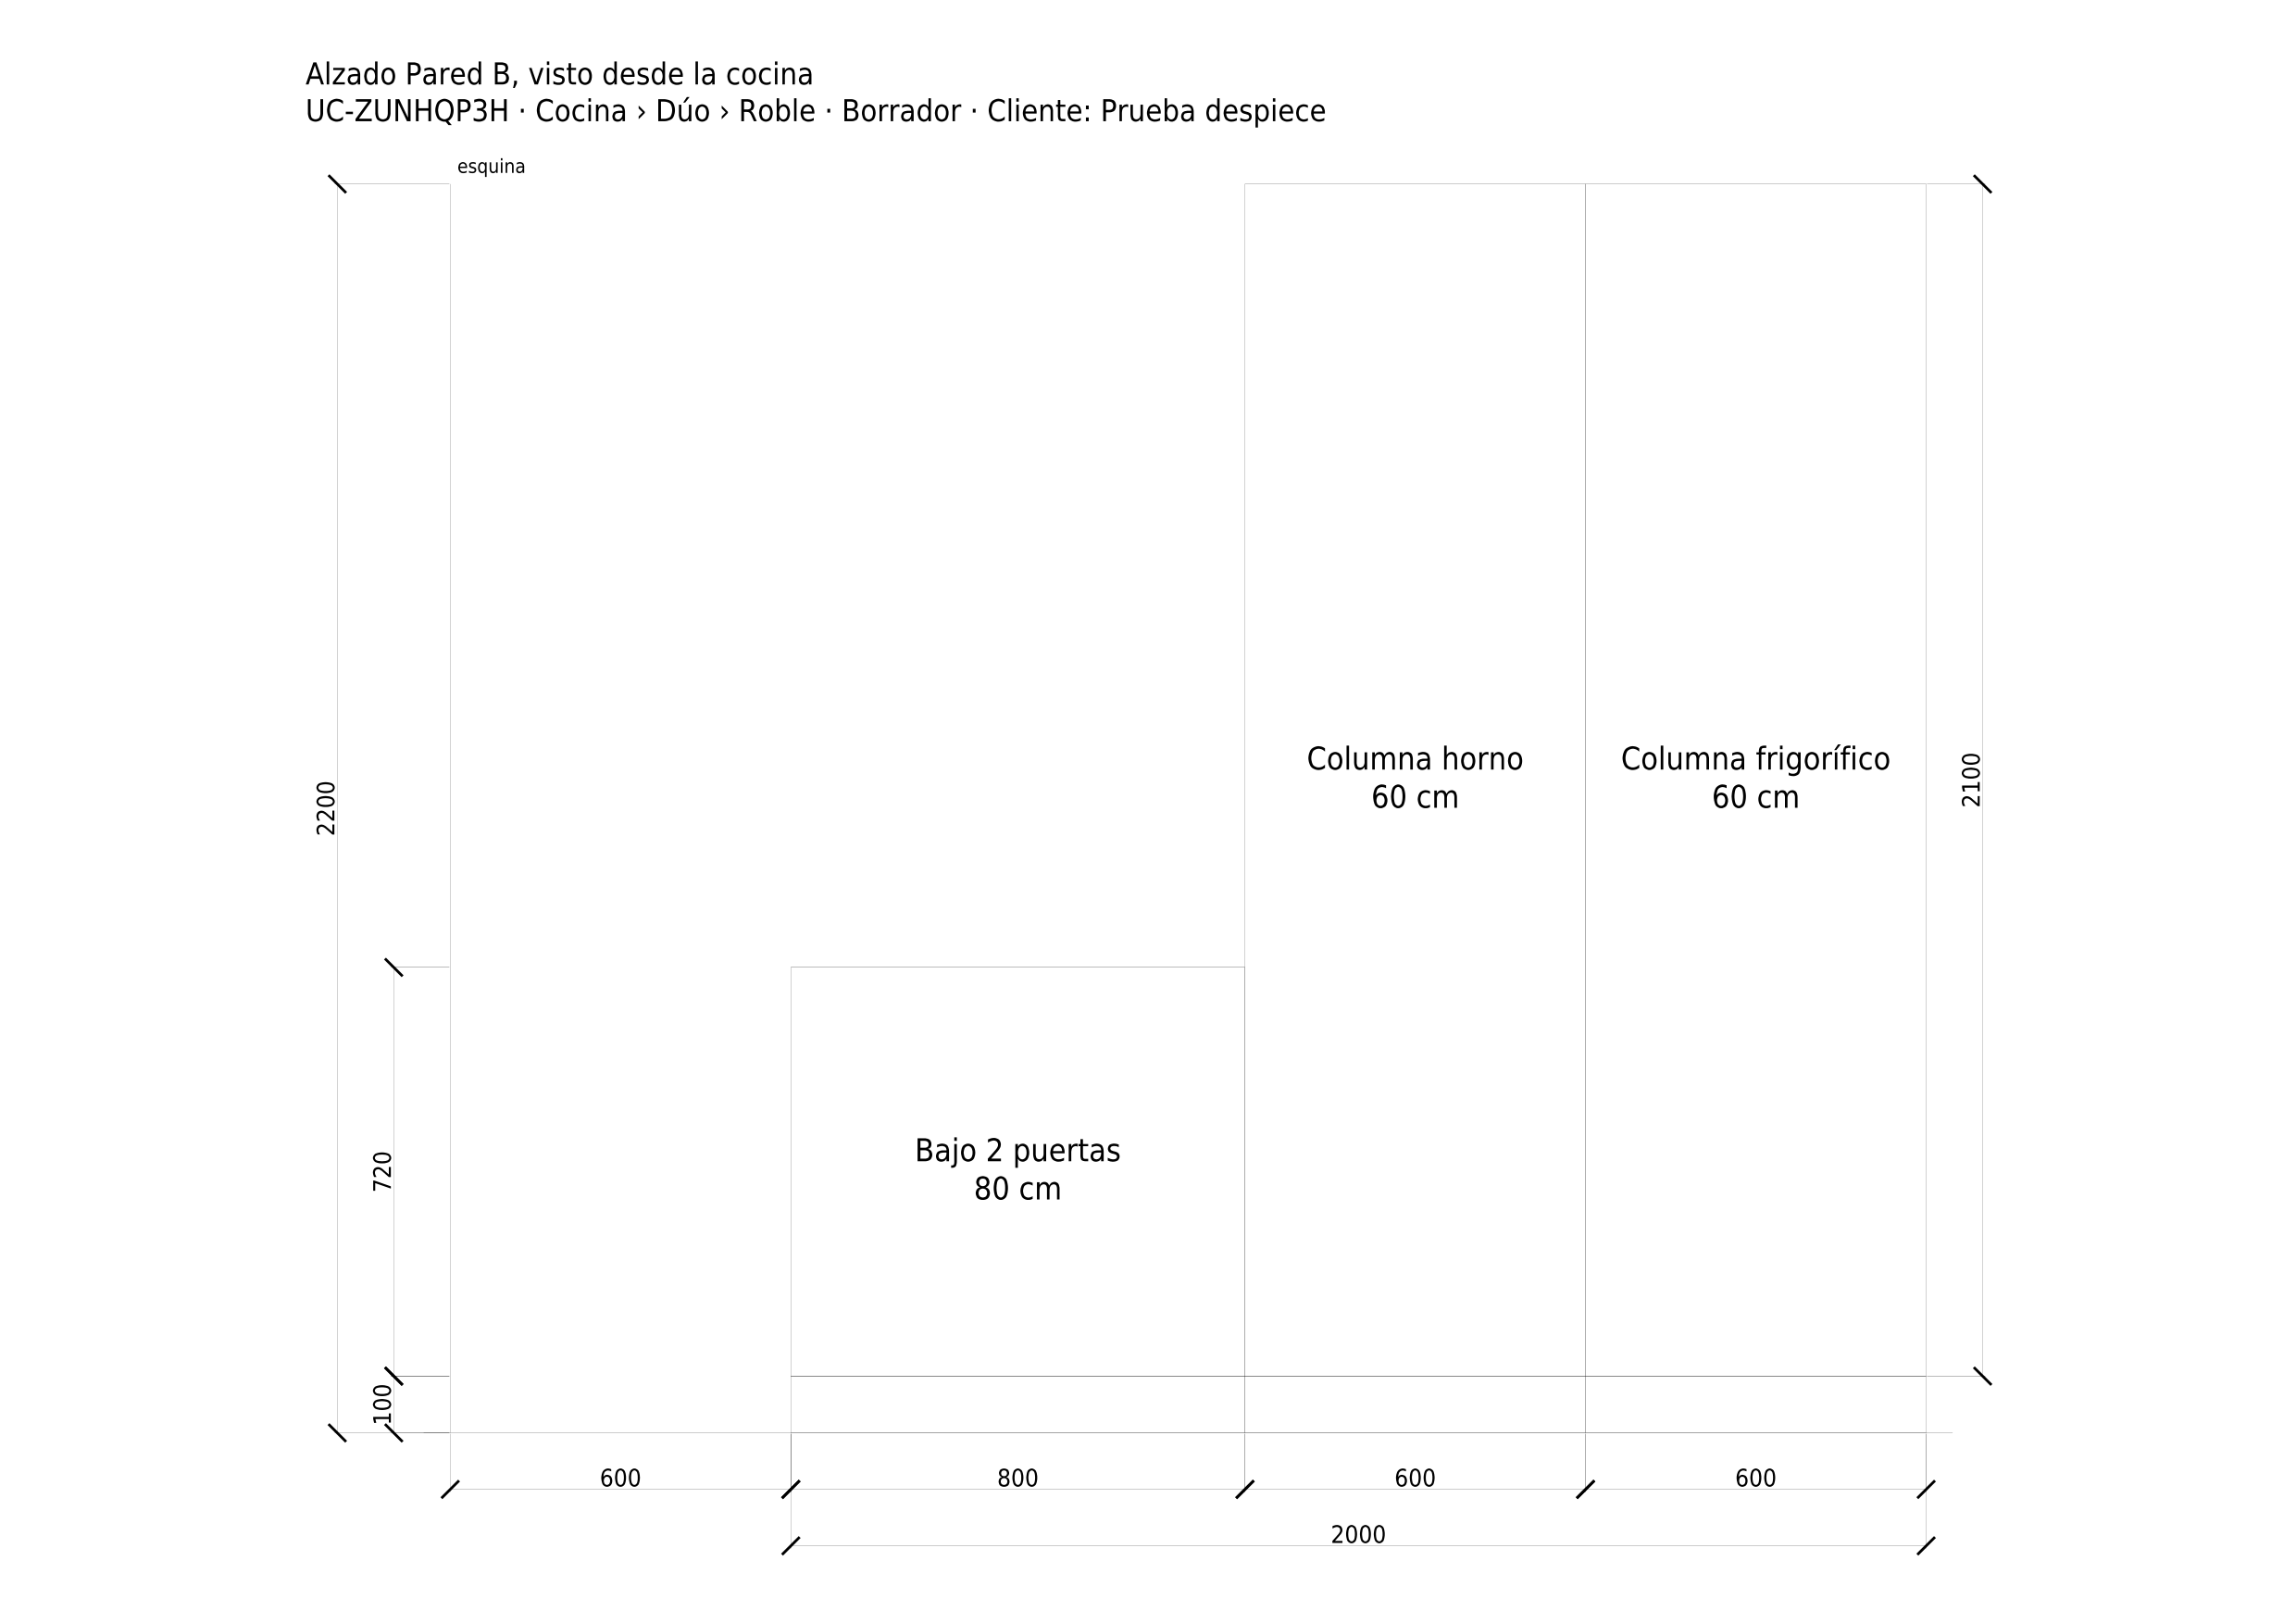 Alzado Pared B, visto desde la cocina
UC-ZUNHQP3H · Cocina › Dúo › Roble · Borrador · Cliente: Prueba despiece
esquina
2200
Columna horno
60 cm
Columna frigorífico
60 cm
2100
720
Bajo 2 puertas
80 cm
100
600
800
600
600
2000